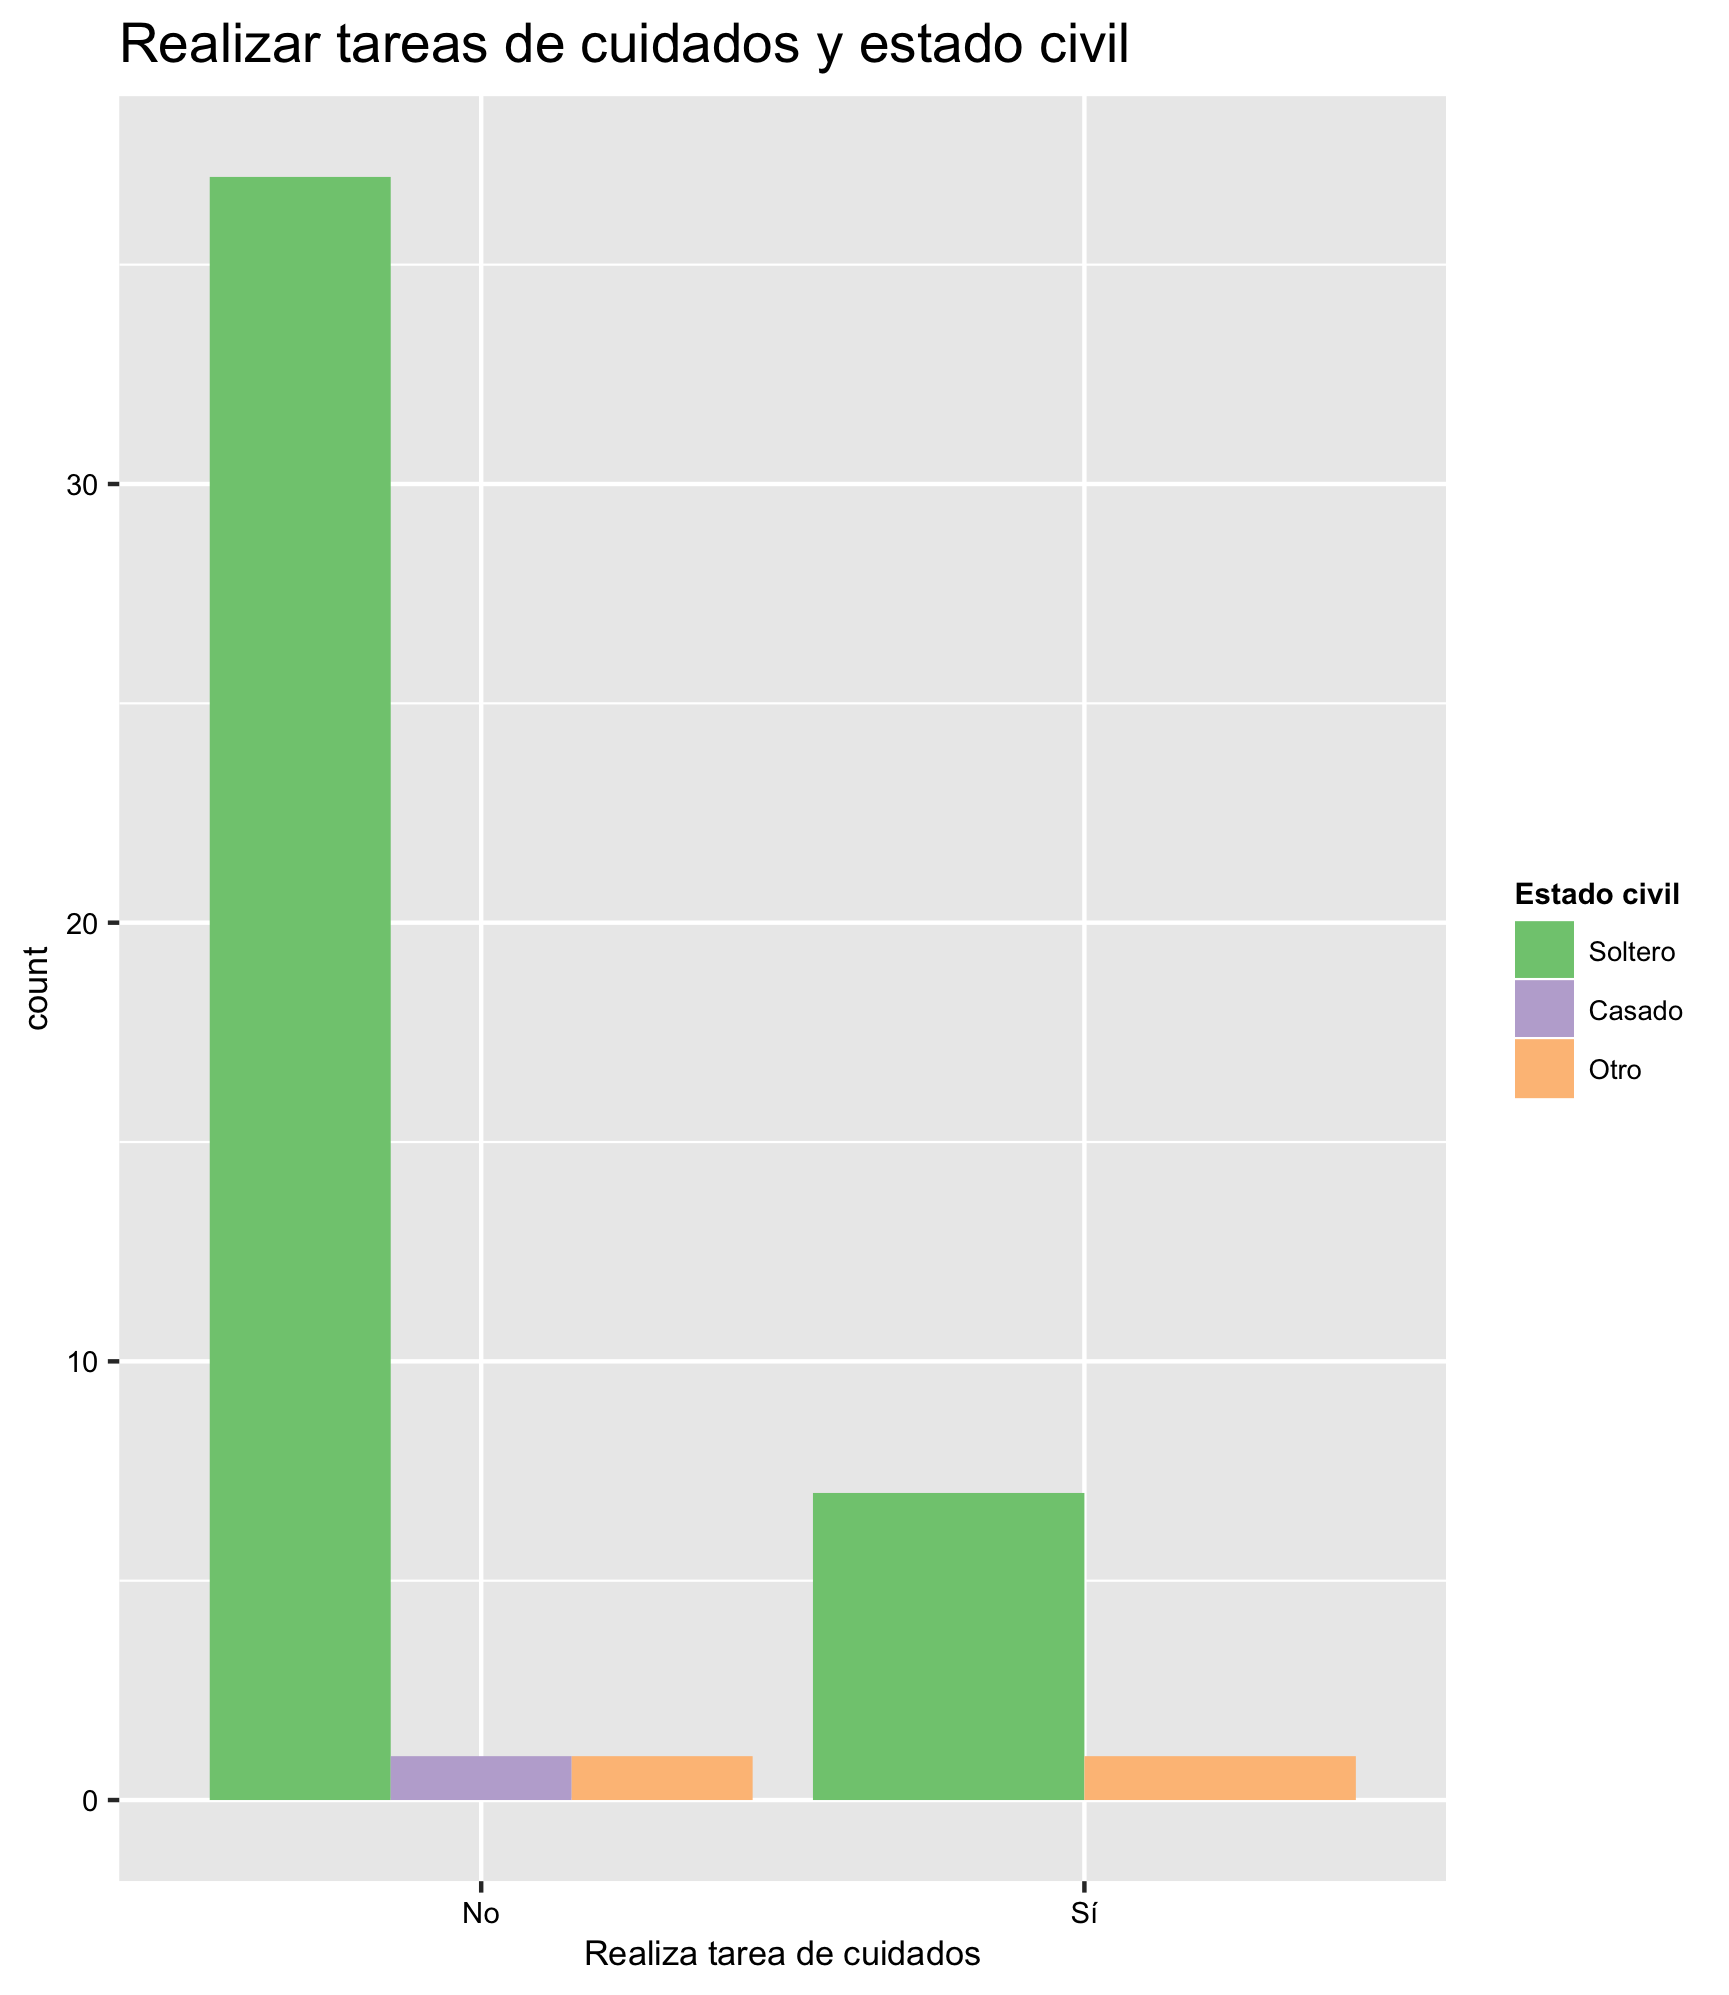 Realizar tareas de cuidados y estado civil
count
30
20
10
0
No
Sí
Realiza tarea de cuidados
Estado civil
Soltero
Casado
Otro